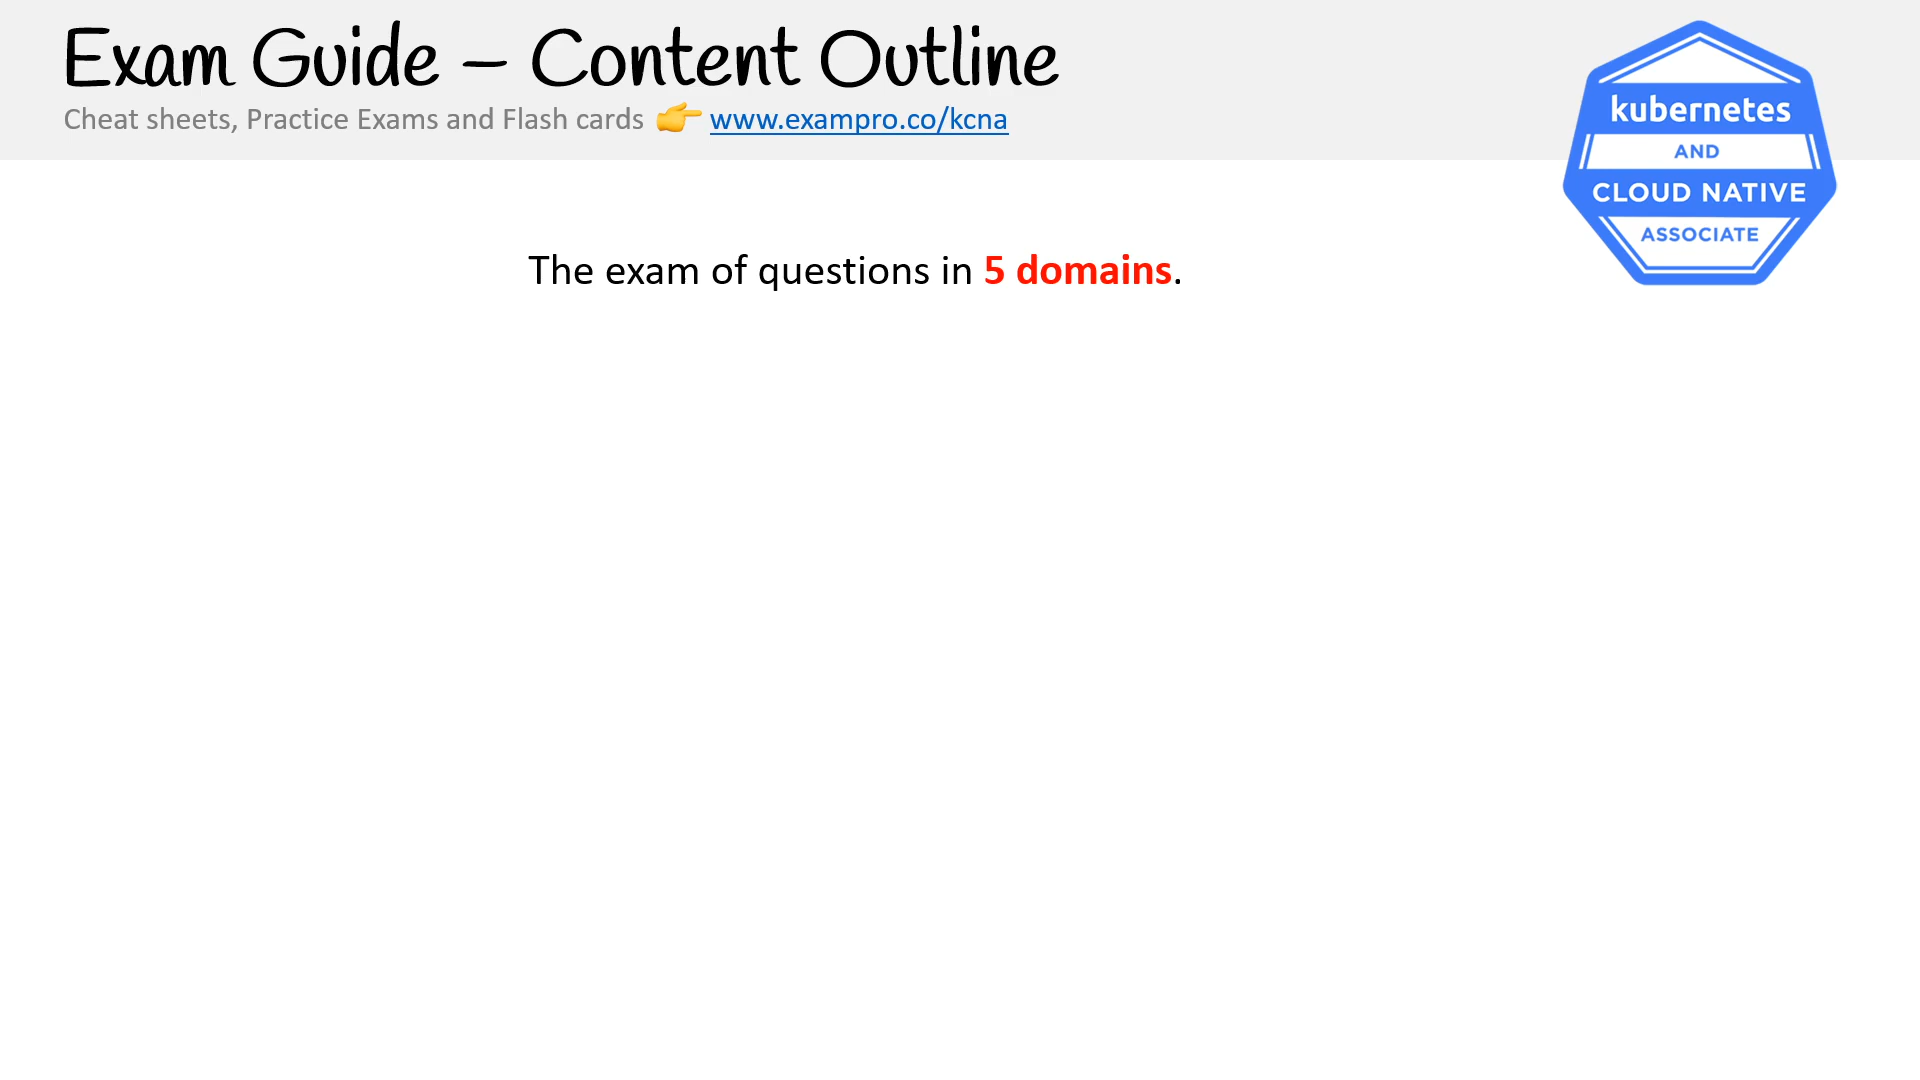 Exam Guide – Content Outline
Cheat sheets, Practice Exams and Flash cards 👉 www.exampro.co/kcna
kubernetes
AND
CLOUD NATIVE
ASSOCIATE
The exam of questions in 5 domains.